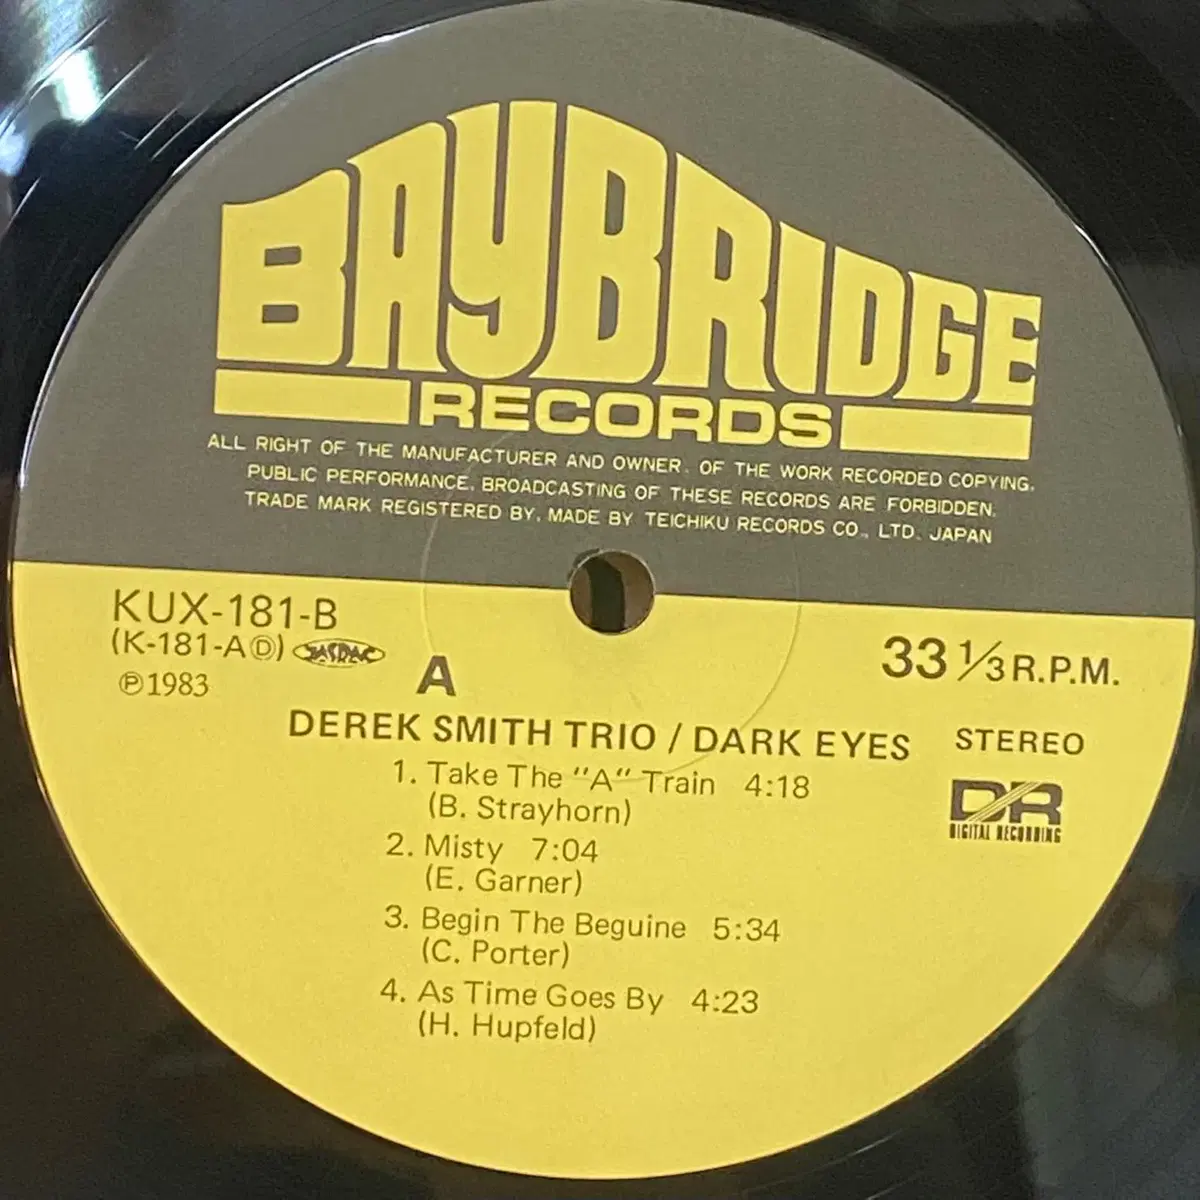 BAYBRIDGE
RECORDS
ALL RIGHT OF THE MANUFACTURER AND OWNER. OF THE WORK RECORDED COPYING.
PUBLIC PERFORMANCE. BROADCASTING OF THESE RECORDS ARE FORBIDDEN.
TRADE MARK REGISTERED BY. MADE BY TEICHIKU RECORDS CO., LTD. JAPAN
KUX-181-B
(K-181-AⒹ) JASRAC
℗1983
A
33 1/3 R.P.M.
DEREK SMITH TRIO / DARK EYES
STEREO
1. Take The "A" Train 4:18
(B. Strayhorn)
DR
DIGITAL RECORDING
2. Misty 7:04
(E. Garner)
3. Begin The Beguine 5:34
(C. Porter)
4. As Time Goes By 4:23
(H. Hupfeld)